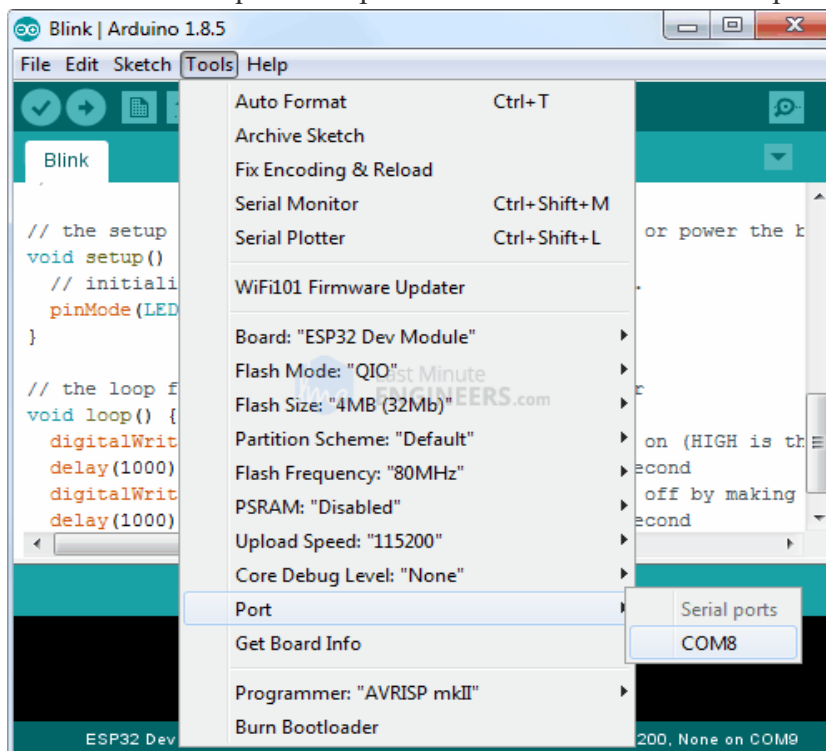 Blink | Arduino 1.8.5
File Edit Sketch Tools Help
Auto Format Ctrl+T
Archive Sketch
Fix Encoding & Reload
Blink
Serial Monitor Ctrl+Shift+M
// the setup or power the b
Serial Plotter Ctrl+Shift+L
void setup()
// initiali .
WiFi101 Firmware Updater
pinMode(LED
}
Board: "ESP32 Dev Module"
Flash Mode: "QIO"
Last Minute
ENGINEERS.com
// the loop f r
Flash Size: "4MB (32Mb)"
void loop() {
Partition Scheme: "Default"
digitalWrit on (HIGH is th
delay(1000) econd
Flash Frequency: "80MHz"
digitalWrit off by making
PSRAM: "Disabled"
delay(1000) econd
Upload Speed: "115200"
Core Debug Level: "None"
Port
Serial ports
COM8
Get Board Info
Programmer: "AVRISP mkII"
Burn Bootloader
ESP32 Dev 200, None on COM9